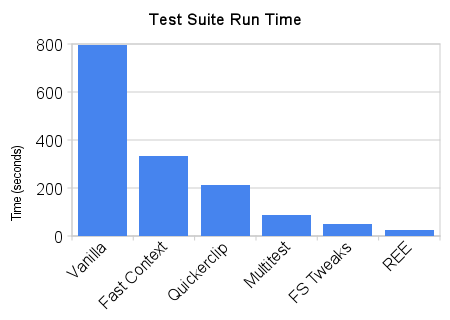 Test Suite Run Time
Time (seconds)
800
600
400
200
0
Vanilla
Fast Context
Quickerclip
Multitest
FS Tweaks
REE